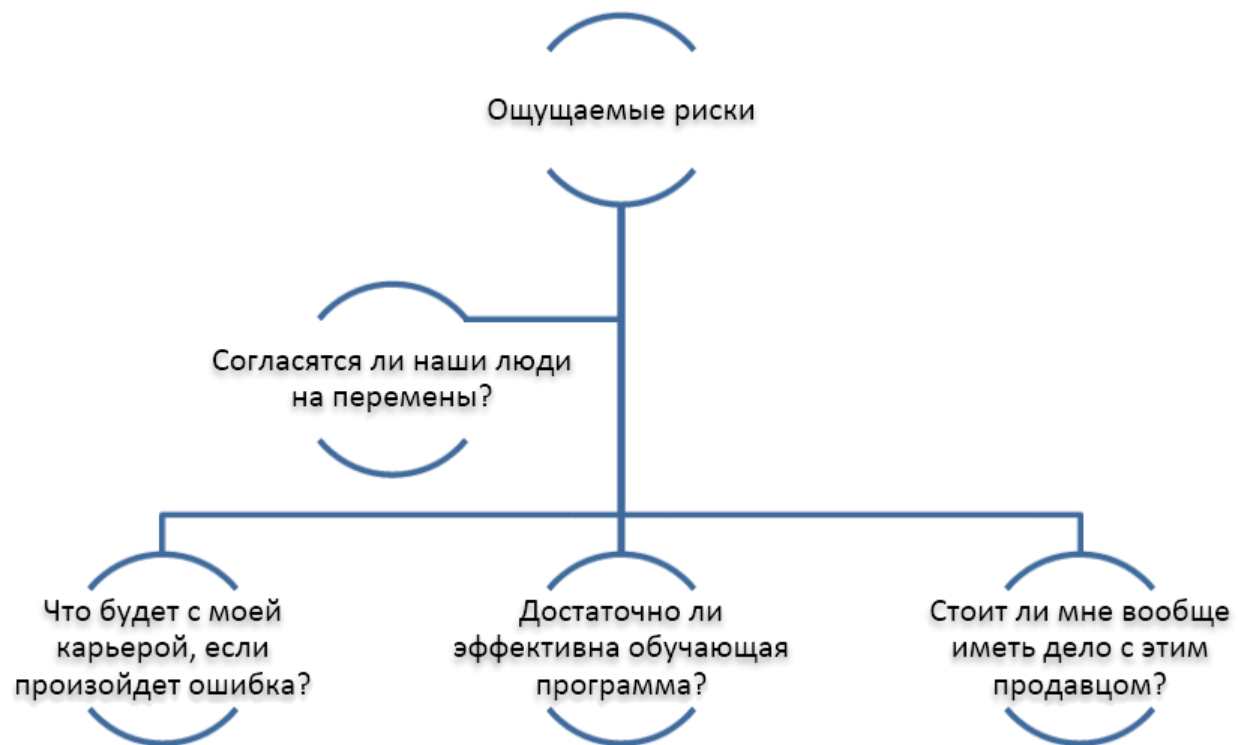 Ощущаемые риски
Согласятся ли наши люди
на перемены?
Что будет с моей
карьерой, если
произойдет ошибка?
Достаточно ли
эффективна обучающая
программа?
Стоит ли мне вообще
иметь дело с этим
продавцом?